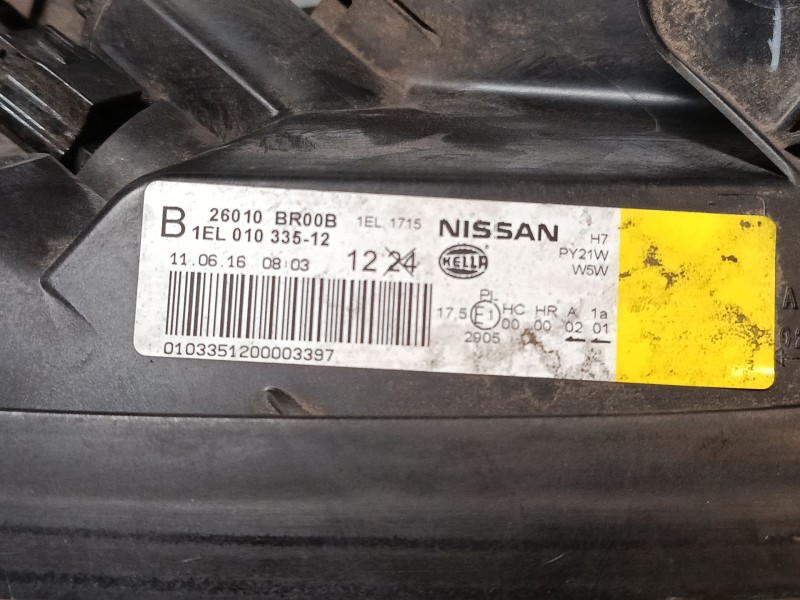 B 26010 BR00B 1EL 1715 NISSAN H7
1EL 010 335-12 HELLA PY21W
W5W
11.06.16 08:03 12 24
PL HC HR A 1a
17,5 E1 00 00 02 01
2905
0103351200003397
A